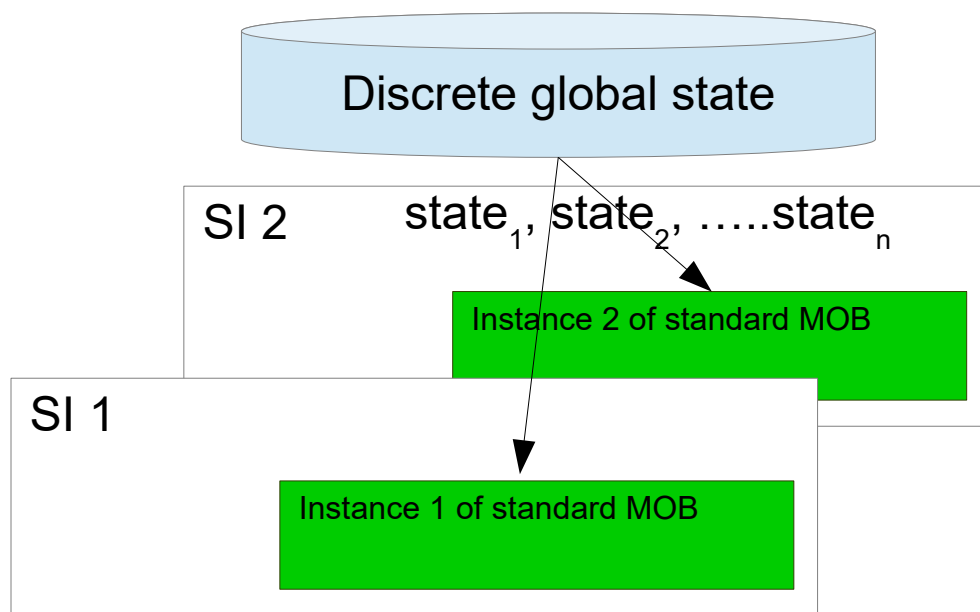 Discrete global state
SI 2
state₁, state₂, …..stateₙ
Instance 2 of standard MOB
SI 1
Instance 1 of standard MOB